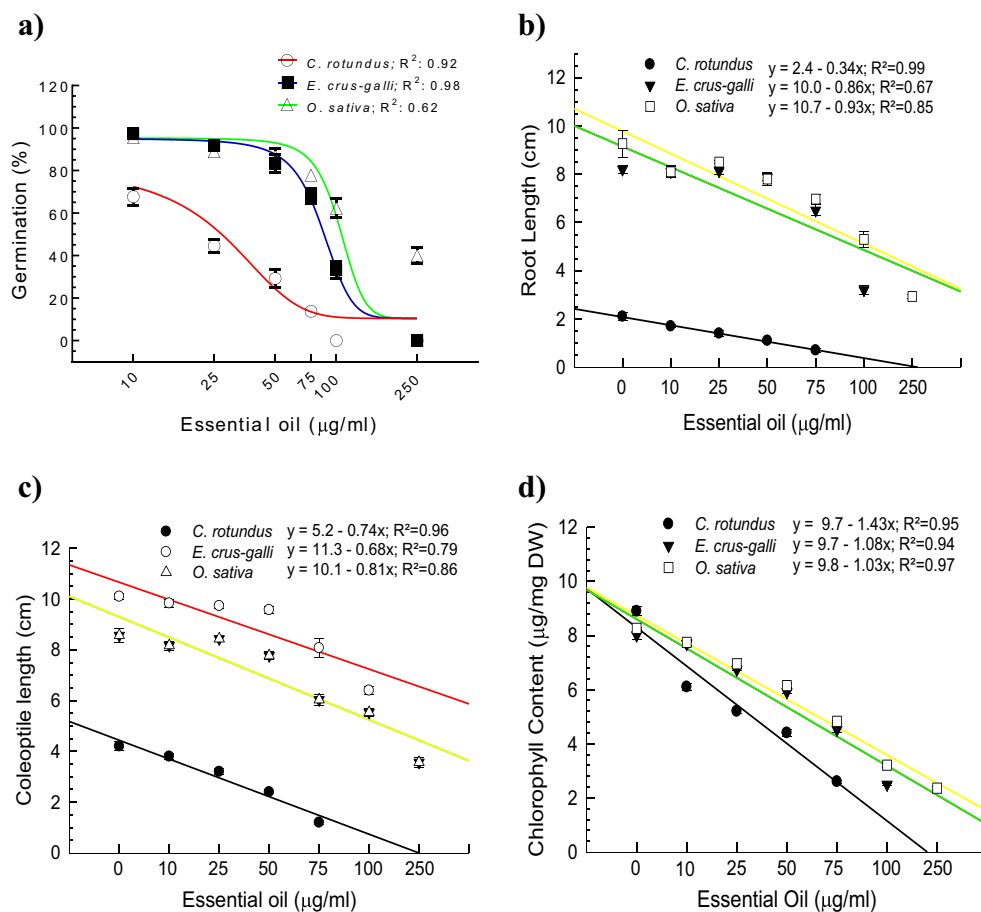 a)
C. rotundus; R²: 0.92
E. crus-galli; R²: 0.98
O. sativa; R²: 0.62
Germination (%)
120
100
80
60
40
20
0
10
25
50
75
100
250
Essential oil (μg/ml)
b)
C. rotundus y = 2.4 - 0.34x; R²=0.99
E. crus-galli y = 10.0 - 0.86x; R²=0.67
O. sativa y = 10.7 - 0.93x; R²=0.85
Root Length (cm)
12
10
8
6
4
2
0
0 10 25 50 75 100 250
Essential oil (μg/ml)
c)
C. rotundus y = 5.2 - 0.74x; R²=0.96
E. crus-galli y = 11.3 - 0.68x; R²=0.79
O. sativa y = 10.1 - 0.81x; R²=0.86
Coleoptile length (cm)
12
10
8
6
4
2
0
0 10 25 50 75 100 250
Essential oil (μg/ml)
d)
C. rotundus y = 9.7 - 1.43x; R²=0.95
E. crus-galli y = 9.7 - 1.08x; R²=0.94
O. sativa y = 9.8 - 1.03x; R²=0.97
Chlorophyll Content (μg/mg DW)
12
10
8
6
4
2
0
0 10 25 50 75 100 250
Essential Oil (μg/ml)